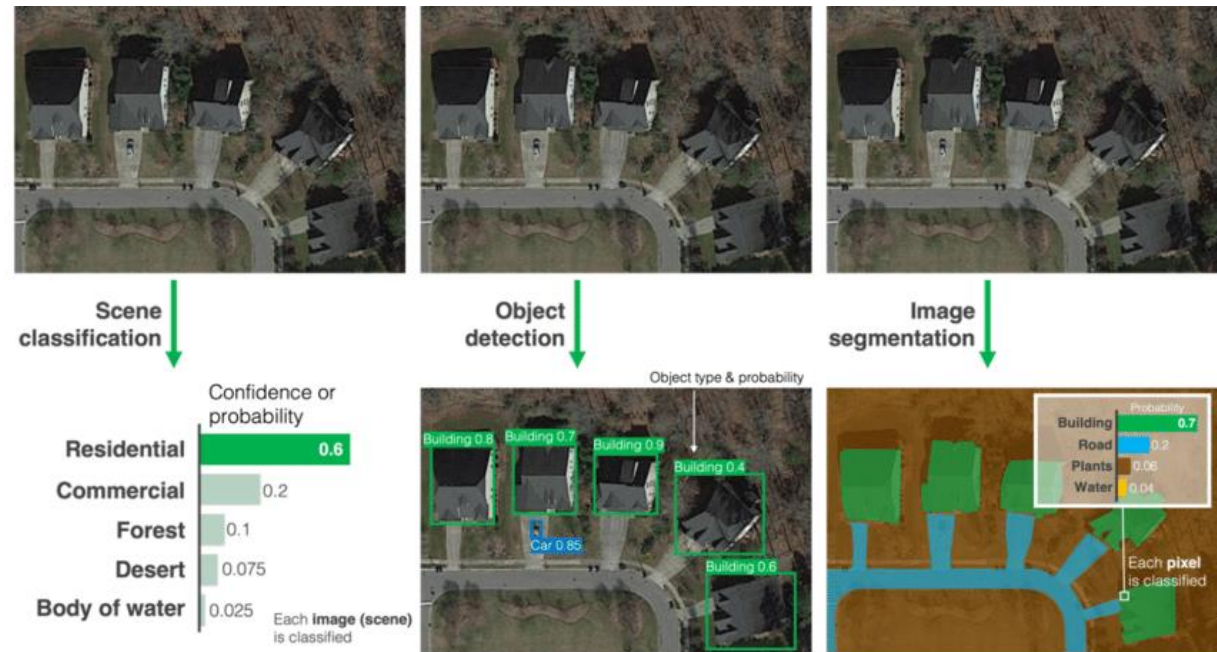 Scene
classification
Confidence or
probability
Residential
0.6
Commercial
0.2
Forest
0.1
Desert
0.075
Body of water
0.025
Each image (scene)
is classified
Object
detection
Object type & probability
Building 0.8
Building 0.7
Building 0.9
Building 0.4
Car 0.85
Building 0.6
Image
segmentation
Probability
Building
0.7
Road
0.2
Plants
0.06
Water
0.04
Each pixel
is classified